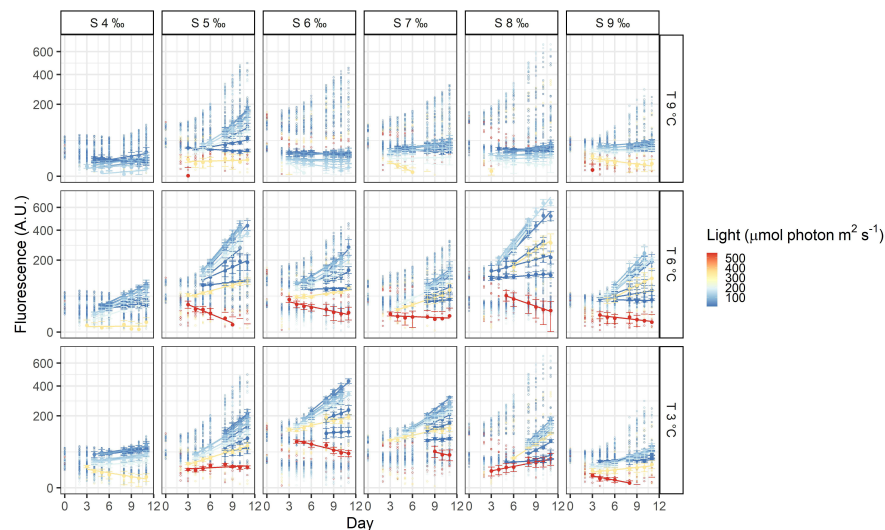 S 4 ‰ S 5 ‰ S 6 ‰ S 7 ‰ S 8 ‰ S 9 ‰
600
400
200
0
T 9 °C
600
400
200
0
T 6 °C
600
400
200
0
T 3 °C
Fluorescence (A.U.)
0 3 6 9 12 0 3 6 9 12 0 3 6 9 12 0 3 6 9 12 0 3 6 9 12 0 3 6 9 12
Day
Light (μmol photon m² s⁻¹)
500
400
300
200
100